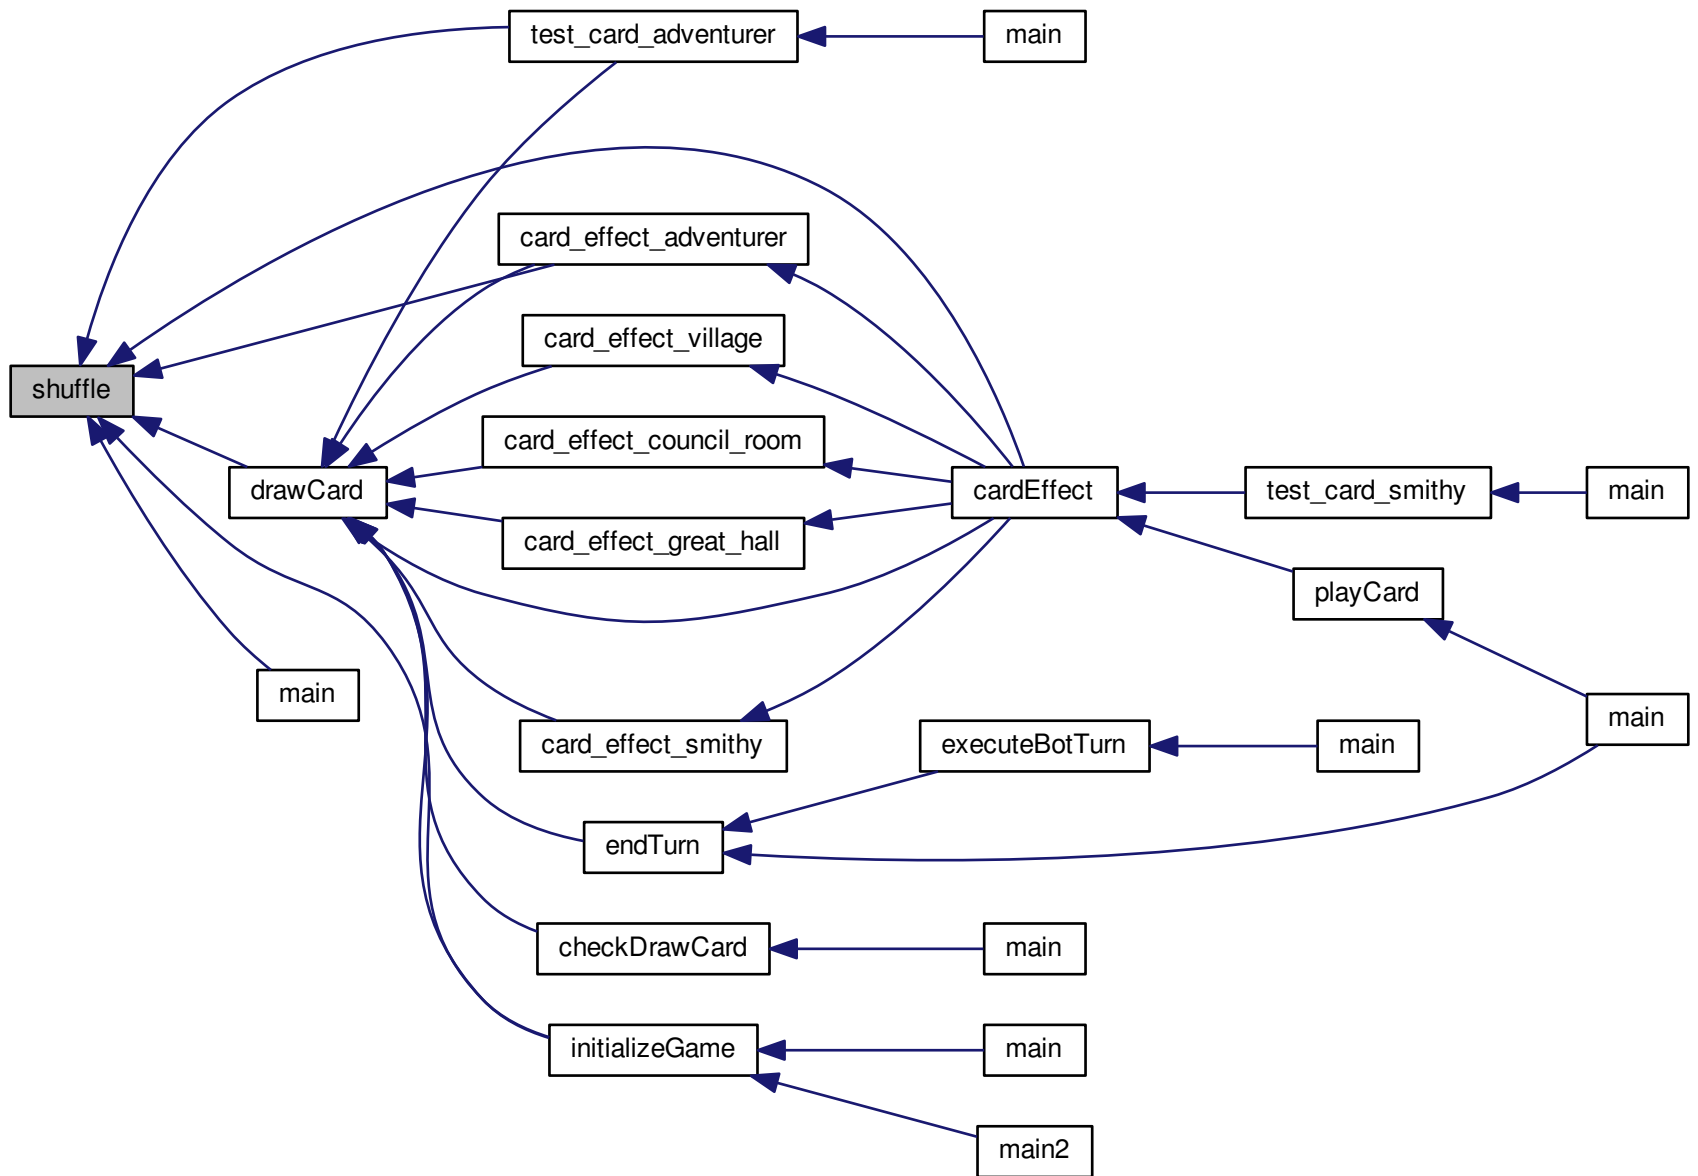 test_card_adventurer
main
card_effect_adventurer
card_effect_village
shuffle
card_effect_council_room
drawCard
cardEffect
test_card_smithy
main
card_effect_great_hall
playCard
main
main
card_effect_smithy
executeBotTurn
main
endTurn
checkDrawCard
main
initializeGame
main
main2